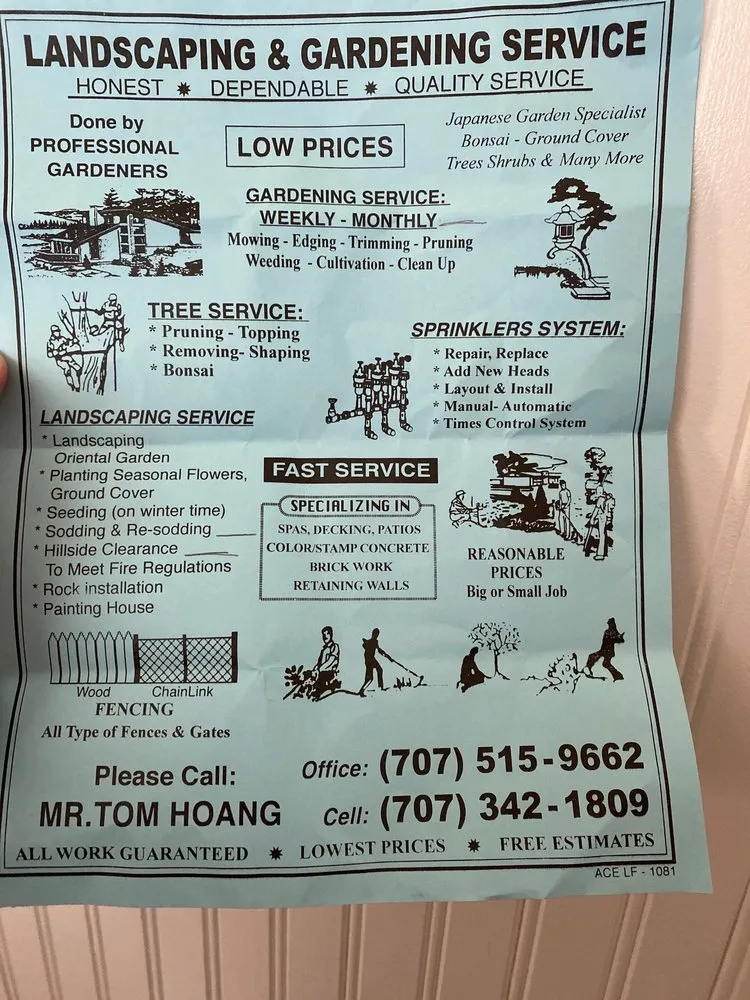 LANDSCAPING & GARDENING SERVICE
HONEST ✷ DEPENDABLE ✷ QUALITY SERVICE
Done by
PROFESSIONAL
GARDENERS
LOW PRICES
Japanese Garden Specialist
Bonsai - Ground Cover
Trees Shrubs & Many More
GARDENING SERVICE:
WEEKLY - MONTHLY
Mowing - Edging - Trimming - Pruning
Weeding - Cultivation - Clean Up
TREE SERVICE:
* Pruning - Topping
* Removing- Shaping
* Bonsai
SPRINKLERS SYSTEM:
* Repair, Replace
* Add New Heads
* Layout & Install
* Manual- Automatic
* Times Control System
LANDSCAPING SERVICE
* Landscaping
Oriental Garden
* Planting Seasonal Flowers,
Ground Cover
* Seeding (on winter time)
* Sodding & Re-sodding
* Hillside Clearance
To Meet Fire Regulations
* Rock installation
* Painting House
FAST SERVICE
SPECIALIZING IN
SPAS, DECKING, PATIOS
COLOR/STAMP CONCRETE
BRICK WORK
RETAINING WALLS
REASONABLE
PRICES
Big or Small Job
Wood ChainLink
FENCING
All Type of Fences & Gates
Please Call:
MR.TOM HOANG
Office: (707) 515-9662
Cell: (707) 342-1809
ALL WORK GUARANTEED ✷ LOWEST PRICES ✷ FREE ESTIMATES
ACE LF - 1081